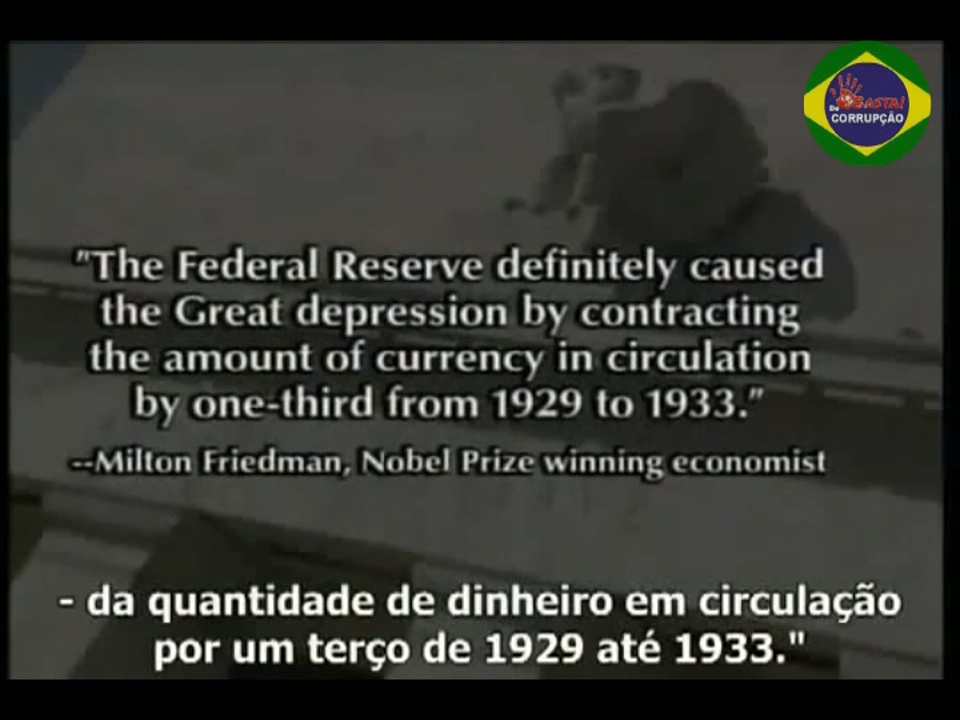 BASTA!
De
CORRUPÇÃO
"The Federal Reserve definitely caused
the Great depression by contracting
the amount of currency in circulation
by one-third from 1929 to 1933."
--Milton Friedman, Nobel Prize winning economist
- da quantidade de dinheiro em circulação
por um terço de 1929 até 1933."